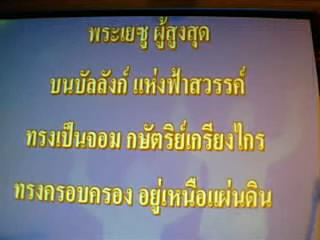 พระเยซู ผู้สูงสุด
บนบัลลังก์ แห่งฟ้าสวรรค์
ทรงเป็นจอม กษัตริย์เกรียงไกร
ทรงครอบครอง อยู่เหนือแผ่นดิน